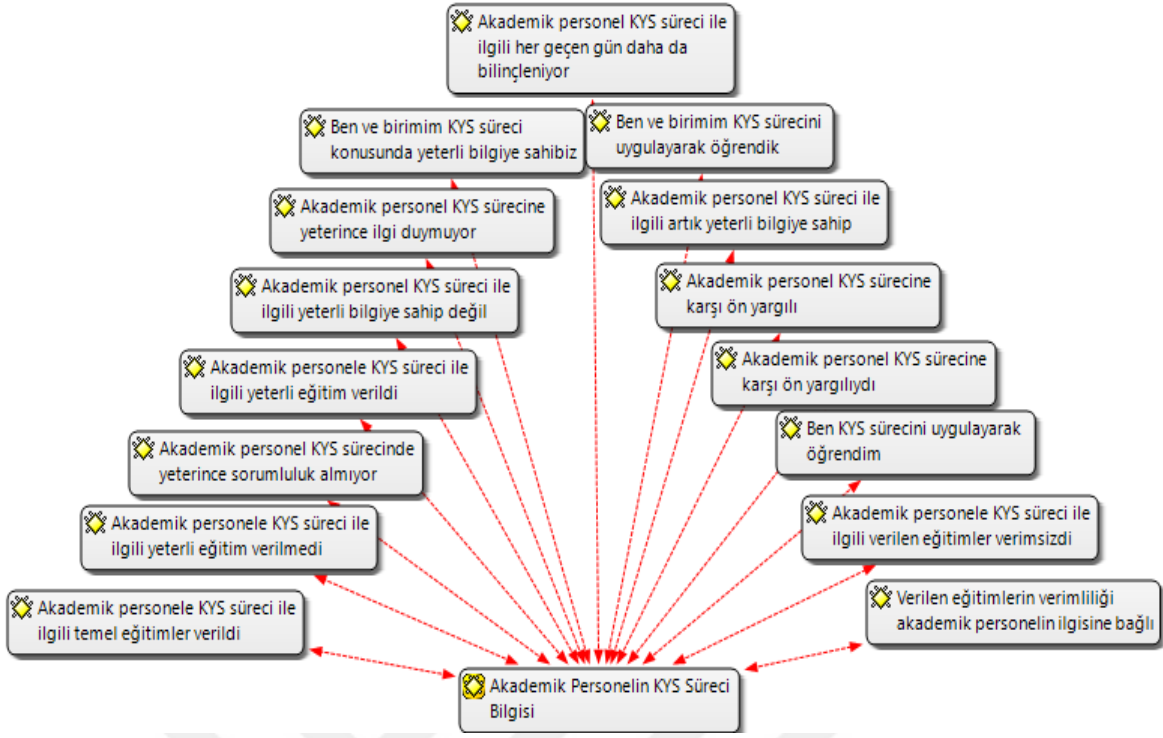 Akademik personel KYS süreci ile
ilgili her geçen gün daha da
bilinçleniyor
Ben ve birimim KYS süreci
konusunda yeterli bilgiye sahibiz
Ben ve birimim KYS sürecini
uygulayarak öğrendik
Akademik personel KYS sürecine
yeterince ilgi duymuyor
Akademik personel KYS süreci ile
ilgili artık yeterli bilgiye sahip
Akademik personel KYS süreci ile
ilgili yeterli bilgiye sahip değil
Akademik personel KYS sürecine
karşı ön yargılı
Akademik personele KYS süreci ile
ilgili yeterli eğitim verildi
Akademik personel KYS sürecine
karşı ön yargılıydı
Akademik personel KYS sürecinde
yeterince sorumluluk almıyor
Ben KYS sürecini uygulayarak
öğrendim
Akademik personele KYS süreci ile
ilgili yeterli eğitim verilmedi
Akademik personele KYS süreci ile
ilgili verilen eğitimler verimsizdi
Akademik personele KYS süreci ile
ilgili temel eğitimler verildi
Verilen eğitimlerin verimliliği
akademik personelin ilgisine bağlı
Akademik Personelin KYS Süreci
Bilgisi